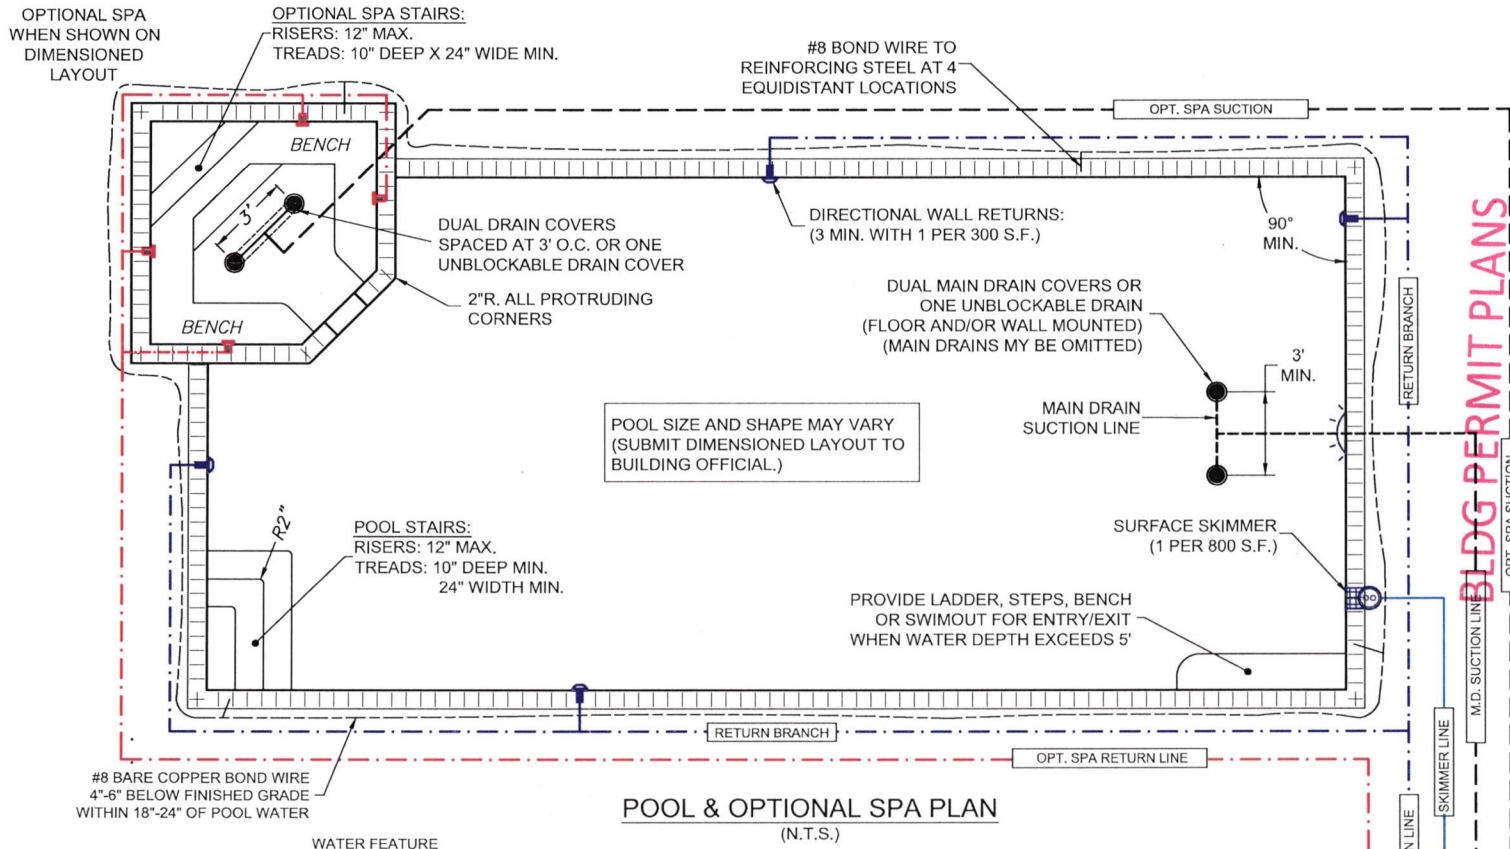 OPTIONAL SPA
WHEN SHOWN ON
DIMENSIONED
LAYOUT
OPTIONAL SPA STAIRS:
RISERS: 12" MAX.
TREADS: 10" DEEP X 24" WIDE MIN.
#8 BOND WIRE TO
REINFORCING STEEL AT 4
EQUIDISTANT LOCATIONS
OPT. SPA SUCTION
BENCH
3'
DUAL DRAIN COVERS
SPACED AT 3' O.C. OR ONE
UNBLOCKABLE DRAIN COVER
2"R. ALL PROTRUDING
CORNERS
BENCH
DIRECTIONAL WALL RETURNS:
(3 MIN. WITH 1 PER 300 S.F.)
90°
MIN.
DUAL MAIN DRAIN COVERS OR
ONE UNBLOCKABLE DRAIN
(FLOOR AND/OR WALL MOUNTED)
(MAIN DRAINS MY BE OMITTED)
3'
MIN.
MAIN DRAIN
SUCTION LINE
RETURN BRANCH
BLDG PERMIT PLANS
OPT. SPA SUCTION
POOL SIZE AND SHAPE MAY VARY
(SUBMIT DIMENSIONED LAYOUT TO
BUILDING OFFICIAL.)
R2"
POOL STAIRS:
RISERS: 12" MAX.
TREADS: 10" DEEP MIN.
24" WIDTH MIN.
SURFACE SKIMMER
(1 PER 800 S.F.)
PROVIDE LADDER, STEPS, BENCH
OR SWIMOUT FOR ENTRY/EXIT
WHEN WATER DEPTH EXCEEDS 5'
M.D. SUCTION LINE
SKIMMER LINE
RETURN BRANCH
OPT. SPA RETURN LINE
#8 BARE COPPER BOND WIRE
4"-6" BELOW FINISHED GRADE
WITHIN 18"-24" OF POOL WATER
POOL & OPTIONAL SPA PLAN
(N.T.S.)
WATER FEATURE
N LINE